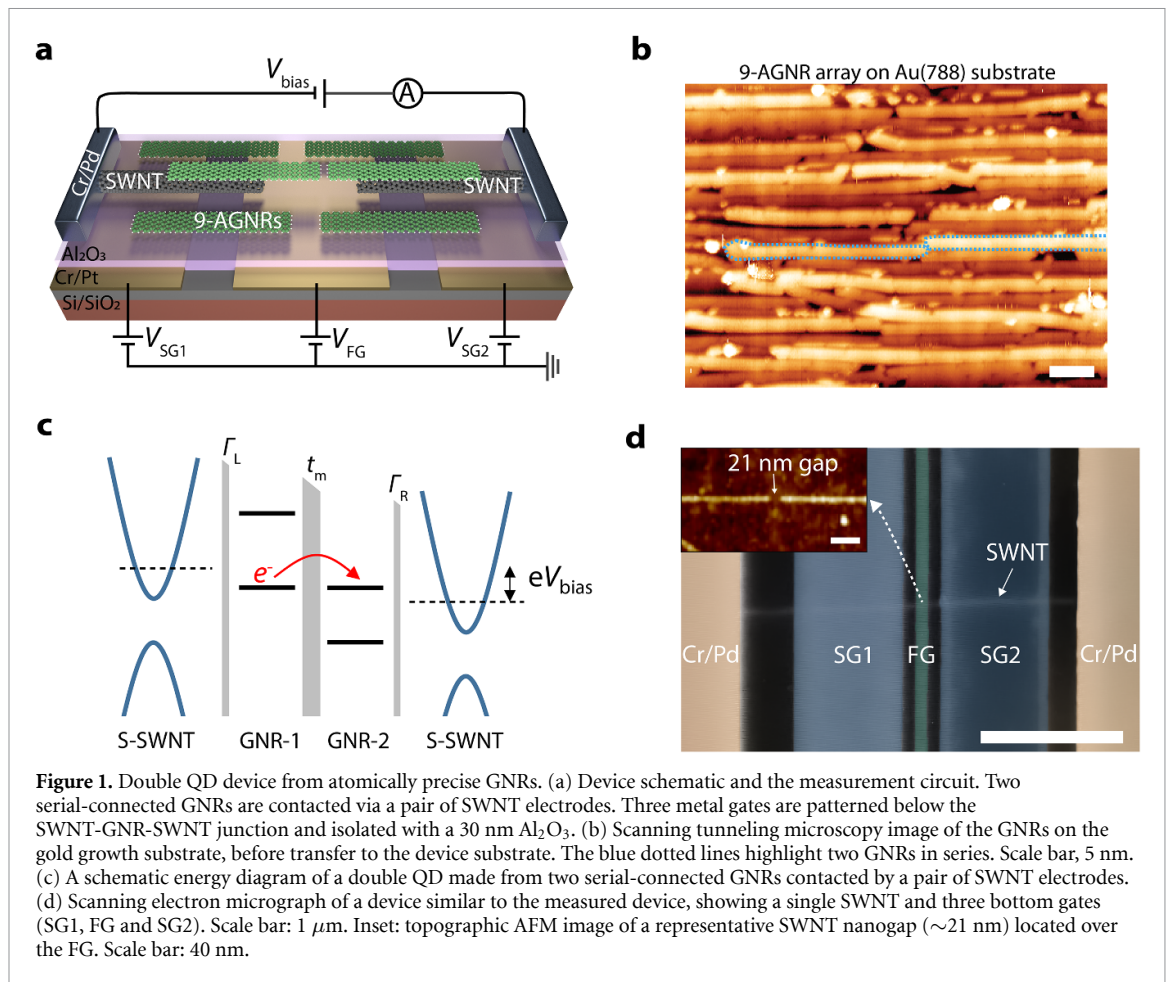 a
V bias
A
Cr/Pd
SWNT
SWNT
9-AGNRs
Al₂O₃
Cr/Pt
Si/SiO₂
V SG1
V FG
V SG2
b
9-AGNR array on Au(788) substrate
c
Γ L
t m
Γ R
e⁻
eV bias
S-SWNT
GNR-1
GNR-2
S-SWNT
d
21 nm gap
SWNT
Cr/Pd
SG1
FG
SG2
Cr/Pd
Figure 1. Double QD device from atomically precise GNRs. (a) Device schematic and the measurement circuit. Two
serial-connected GNRs are contacted via a pair of SWNT electrodes. Three metal gates are patterned below the
SWNT-GNR-SWNT junction and isolated with a 30 nm Al₂O₃. (b) Scanning tunneling microscopy image of the GNRs on the
gold growth substrate, before transfer to the device substrate. The blue dotted lines highlight two GNRs in series. Scale bar, 5 nm.
(c) A schematic energy diagram of a double QD made from two serial-connected GNRs contacted by a pair of SWNT electrodes.
(d) Scanning electron micrograph of a device similar to the measured device, showing a single SWNT and three bottom gates
(SG1, FG and SG2). Scale bar: 1 μm. Inset: topographic AFM image of a representative SWNT nanogap (∼21 nm) located over
the FG. Scale bar: 40 nm.